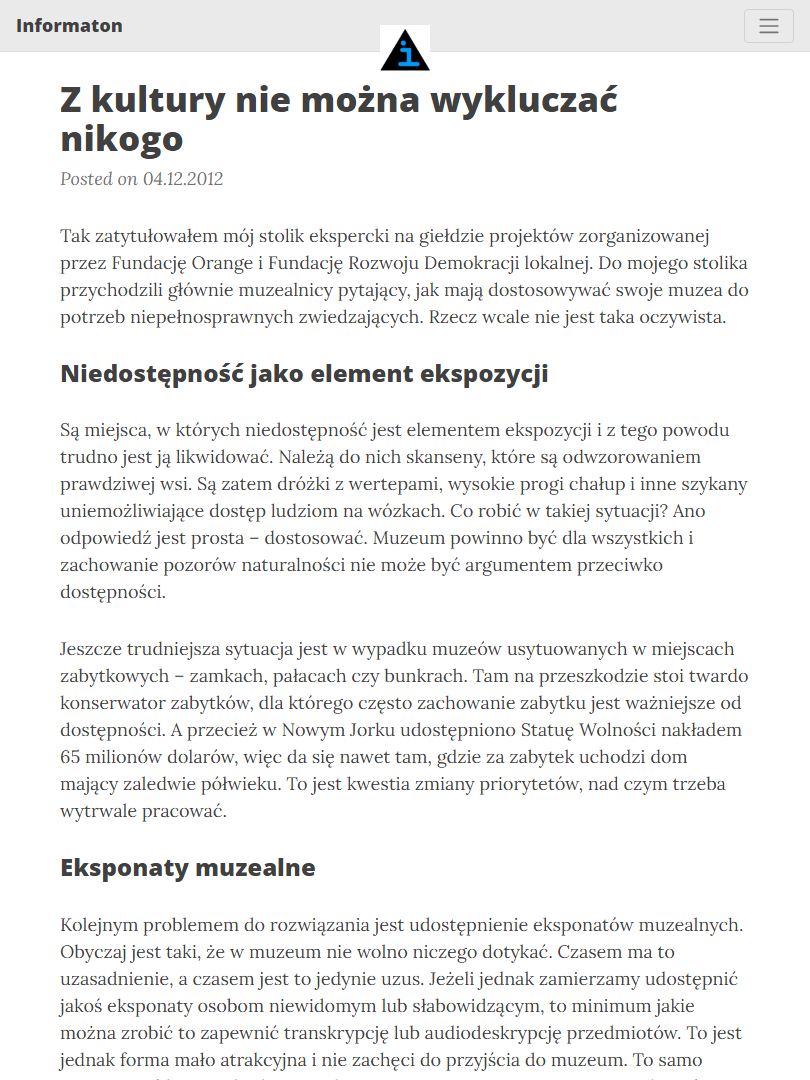 Informaton
i
Z kultury nie można wykluczać
nikogo
Posted on 04.12.2012
Tak zatytułowałem mój stolik ekspercki na giełdzie projektów zorganizowanej
przez Fundację Orange i Fundację Rozwoju Demokracji lokalnej. Do mojego stolika
przychodzili głównie muzealnicy pytający, jak mają dostosowywać swoje muzea do
potrzeb niepełnosprawnych zwiedzających. Rzecz wcale nie jest taka oczywista.
Niedostępność jako element ekspozycji
Są miejsca, w których niedostępność jest elementem ekspozycji i z tego powodu
trudno jest ją likwidować. Należą do nich skanseny, które są odwzorowaniem
prawdziwej wsi. Są zatem dróżki z wertepami, wysokie progi chałup i inne szykany
uniemożliwiające dostęp ludziom na wózkach. Co robić w takiej sytuacji? Ano
odpowiedź jest prosta – dostosować. Muzeum powinno być dla wszystkich i
zachowanie pozorów naturalności nie może być argumentem przeciwko
dostępności.
Jeszcze trudniejsza sytuacja jest w wypadku muzeów usytuowanych w miejscach
zabytkowych – zamkach, pałacach czy bunkrach. Tam na przeszkodzie stoi twardo
konserwator zabytków, dla którego często zachowanie zabytku jest ważniejsze od
dostępności. A przecież w Nowym Jorku udostępniono Statuę Wolności nakładem
65 milionów dolarów, więc da się nawet tam, gdzie za zabytek uchodzi dom
mający zaledwie półwieku. To jest kwestia zmiany priorytetów, nad czym trzeba
wytrwale pracować.
Eksponaty muzealne
Kolejnym problemem do rozwiązania jest udostępnienie eksponatów muzealnych.
Obyczaj jest taki, że w muzeum nie wolno niczego dotykać. Czasem ma to
uzasadnienie, a czasem jest to jedynie uzus. Jeżeli jednak zamierzamy udostępnić
jakoś eksponaty osobom niewidomym lub słabowidzącym, to minimum jakie
można zrobić to zapewnić transkrypcję lub audiodeskrypcję przedmiotów. To jest
jednak forma mało atrakcyjna i nie zachęci do przyjścia do muzeum. To samo